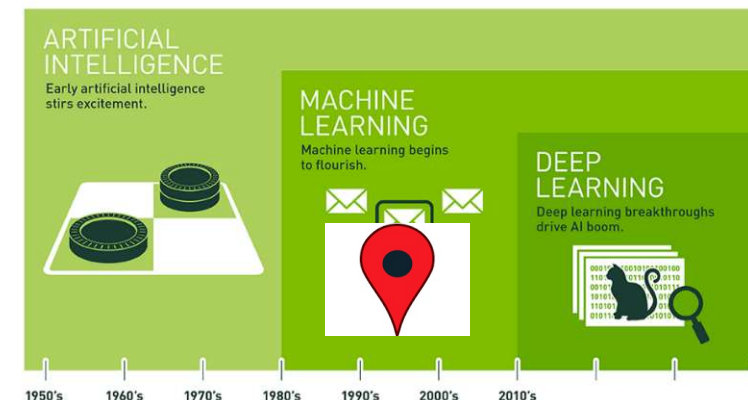 ARTIFICIAL
INTELLIGENCE
Early artificial intelligence
stirs excitement.
MACHINE
LEARNING
Machine learning begins
to flourish.
DEEP
LEARNING
Deep learning breakthroughs
drive AI boom.
1950's 1960's 1970's 1980's 1990's 2000's 2010's